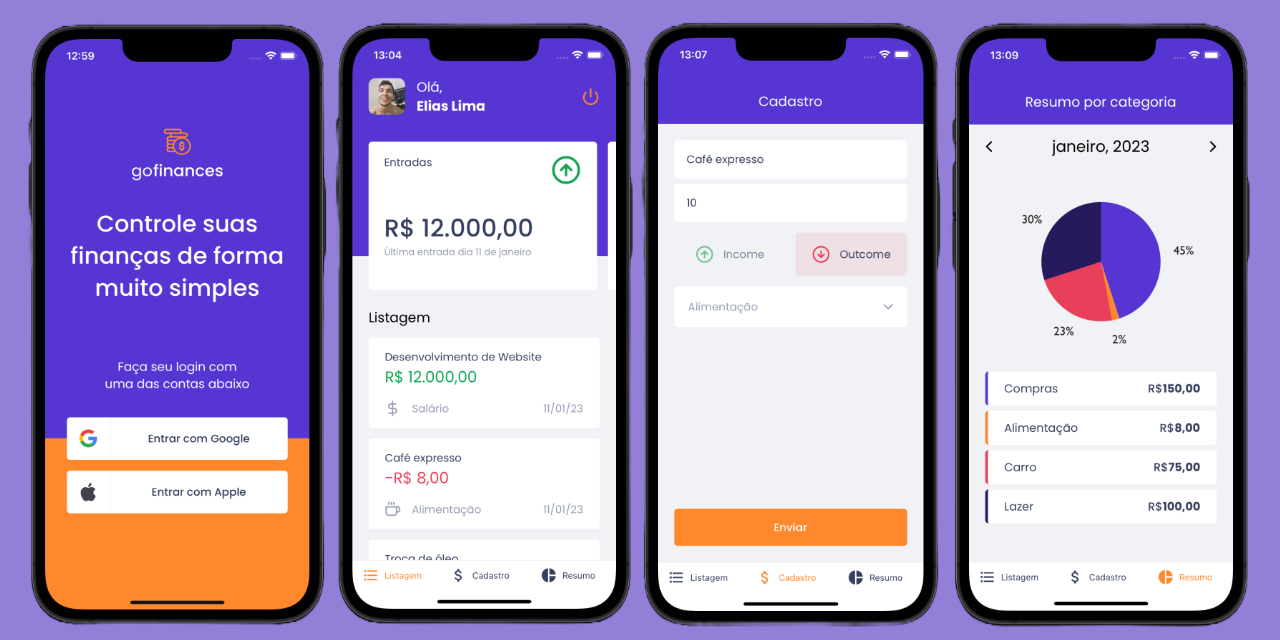 12:59
gofinances
Controle suas
finanças de forma
muito simples
Faça seu login com
uma das contas abaixo
Entrar com Google
Entrar com Apple
13:04
Olá,
Elias Lima
Entradas
R$ 12.000,00
Última entrada dia 11 de janeiro
Listagem
Desenvolvimento de Website
R$ 12.000,00
Salário 11/01/23
Café expresso
-R$ 8,00
Alimentação 11/01/23
Troca de óleo
Listagem Cadastro Resumo
13:07
Cadastro
Café expresso
10
Income Outcome
Alimentação
Enviar
Listagem Cadastro Resumo
13:09
Resumo por categoria
janeiro, 2023
30%
45%
23%
2%
Compras R$150,00
Alimentação R$8,00
Carro R$75,00
Lazer R$100,00
Listagem Cadastro Resumo